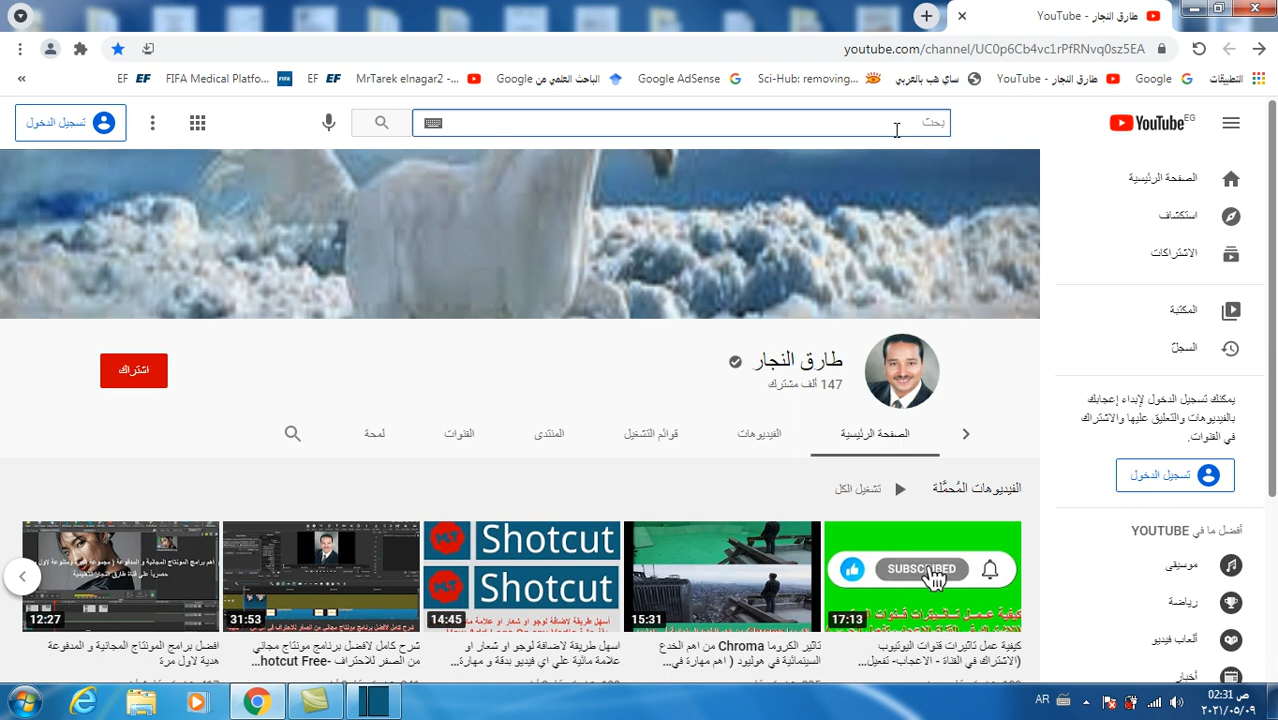 طارق النجار - YouTube
youtube.com/channel/UC0p6Cb4vc1rPfRNvq0sz5EA
التطبيقات
Google
طارق النجار - YouTube
ساي هب بالعربي
Sci-Hub: removing...
Google AdSense
الباحث العلمي من Google
MrTarek elnagar2 -...
EF
FIFA Medical Platfo...
EF
YouTube EG
بحث
تسجيل الدخول
الصفحة الرئيسية
استكشاف
الاشتراكات
المكتبة
السجلّ
يمكنك تسجيل الدخول لإبداء إعجابك
بالفيديوهات والتعليق عليها والاشتراك
في القنوات.
تسجيل الدخول
أفضل ما في YOUTUBE
موسيقى
رياضة
ألعاب فيديو
أخبار
طارق النجار
147 ألف مشترك
اشتراك
الصفحة الرئيسية
الفيديوهات
قوائم التشغيل
المنتدى
القنوات
لمحة
الفيديوهات المُحمَّلة
تشغيل الكل
SUBSCRIBED
17:13
كيفية عمل تاثيرات قنوات اليوتيوب
(الاشتراك في القناة - الاعجاب- تفعيل...
15:31
تاثير الكروما Chroma من اهم الخدع
السينمائية في هوليود ( اهم مهارة في...
Shotcut
Shotcut
14:45
اسهل طريقة لاضافة لوجو او شعار او
علامة مائية علي اي فيديو بدقة و مهارة...
31:53
شرح كامل لافضل برنامج مونتاج مجاني
من الصفر للاحتراف -hotcut Free...
12:27
افضل برامج المونتاج المجانية و المدفوعة
هدية لاول مرة
AR
02:31 ص
٢٠٢١/٠٥/٠٩